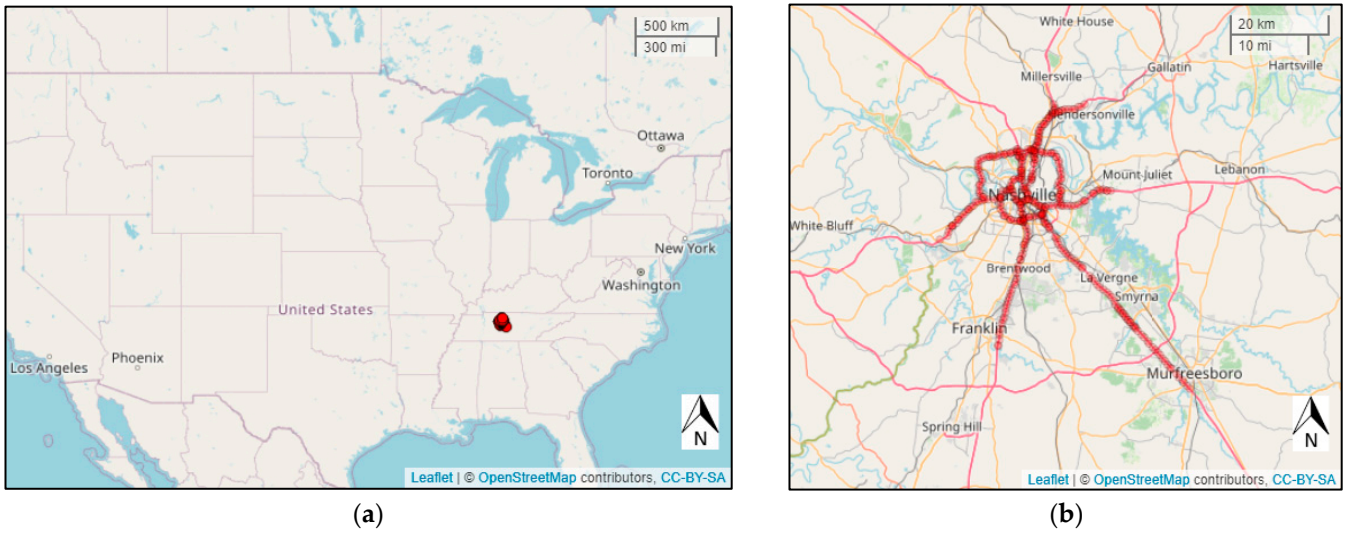 500 km
300 mi
Ottawa
Toronto
New York
Washington
United States
Los Angeles
Phoenix
N
Leaflet | © OpenStreetMap contributors, CC-BY-SA
(a)
White House
20 km
10 mi
Gallatin
Hartsville
Millersville
Hendersonville
Mount·Juliet
Lebanon
Nashville
White Bluff
Brentwood
La Vergne
Smyrna
Franklin
Murfreesboro
Spring Hill
N
Leaflet | © OpenStreetMap contributors, CC-BY-SA
(b)